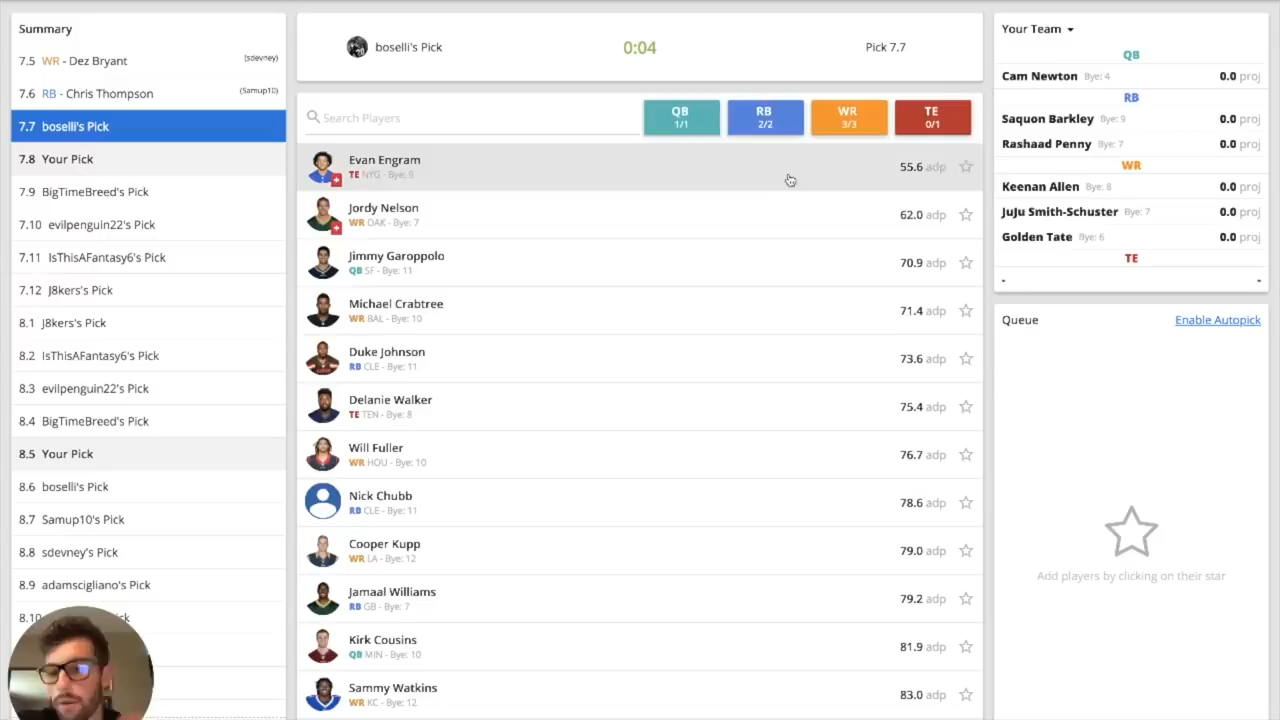 Summary
7.5 WR - Dez Bryant (sdevney)
7.6 RB - Chris Thompson (Samup10)
7.7 boselli's Pick
7.8 Your Pick
7.9 BigTimeBreed's Pick
7.10 evilpenguin22's Pick
7.11 IsThisAFantasy6's Pick
7.12 J8kers's Pick
8.1 J8kers's Pick
8.2 IsThisAFantasy6's Pick
8.3 evilpenguin22's Pick
8.4 BigTimeBreed's Pick
8.5 Your Pick
8.6 boselli's Pick
8.7 Samup10's Pick
8.8 sdevney's Pick
8.9 adamscigliano's Pick
8.10
boselli's Pick 0:04 Pick 7.7
Search Players
QB
1/1
RB
2/2
WR
3/3
TE
0/1
Evan Engram
TE NYG - Bye: 9
55.6 adp
Jordy Nelson
WR OAK - Bye: 7
62.0 adp
Jimmy Garoppolo
QB SF - Bye: 11
70.9 adp
Michael Crabtree
WR BAL - Bye: 10
71.4 adp
Duke Johnson
RB CLE - Bye: 11
73.6 adp
Delanie Walker
TE TEN - Bye: 8
75.4 adp
Will Fuller
WR HOU - Bye: 10
76.7 adp
Nick Chubb
RB CLE - Bye: 11
78.6 adp
Cooper Kupp
WR LA - Bye: 12
79.0 adp
Jamaal Williams
RB GB - Bye: 7
79.2 adp
Kirk Cousins
QB MIN - Bye: 10
81.9 adp
Sammy Watkins
WR KC - Bye: 12
83.0 adp
Your Team
QB
Cam Newton Bye: 4 0.0 proj
RB
Saquon Barkley Bye: 9 0.0 proj
Rashaad Penny Bye: 7 0.0 proj
WR
Keenan Allen Bye: 8 0.0 proj
JuJu Smith-Schuster Bye: 7 0.0 proj
Golden Tate Bye: 6 0.0 proj
TE
- -
Queue Enable Autopick
Add players by clicking on their star